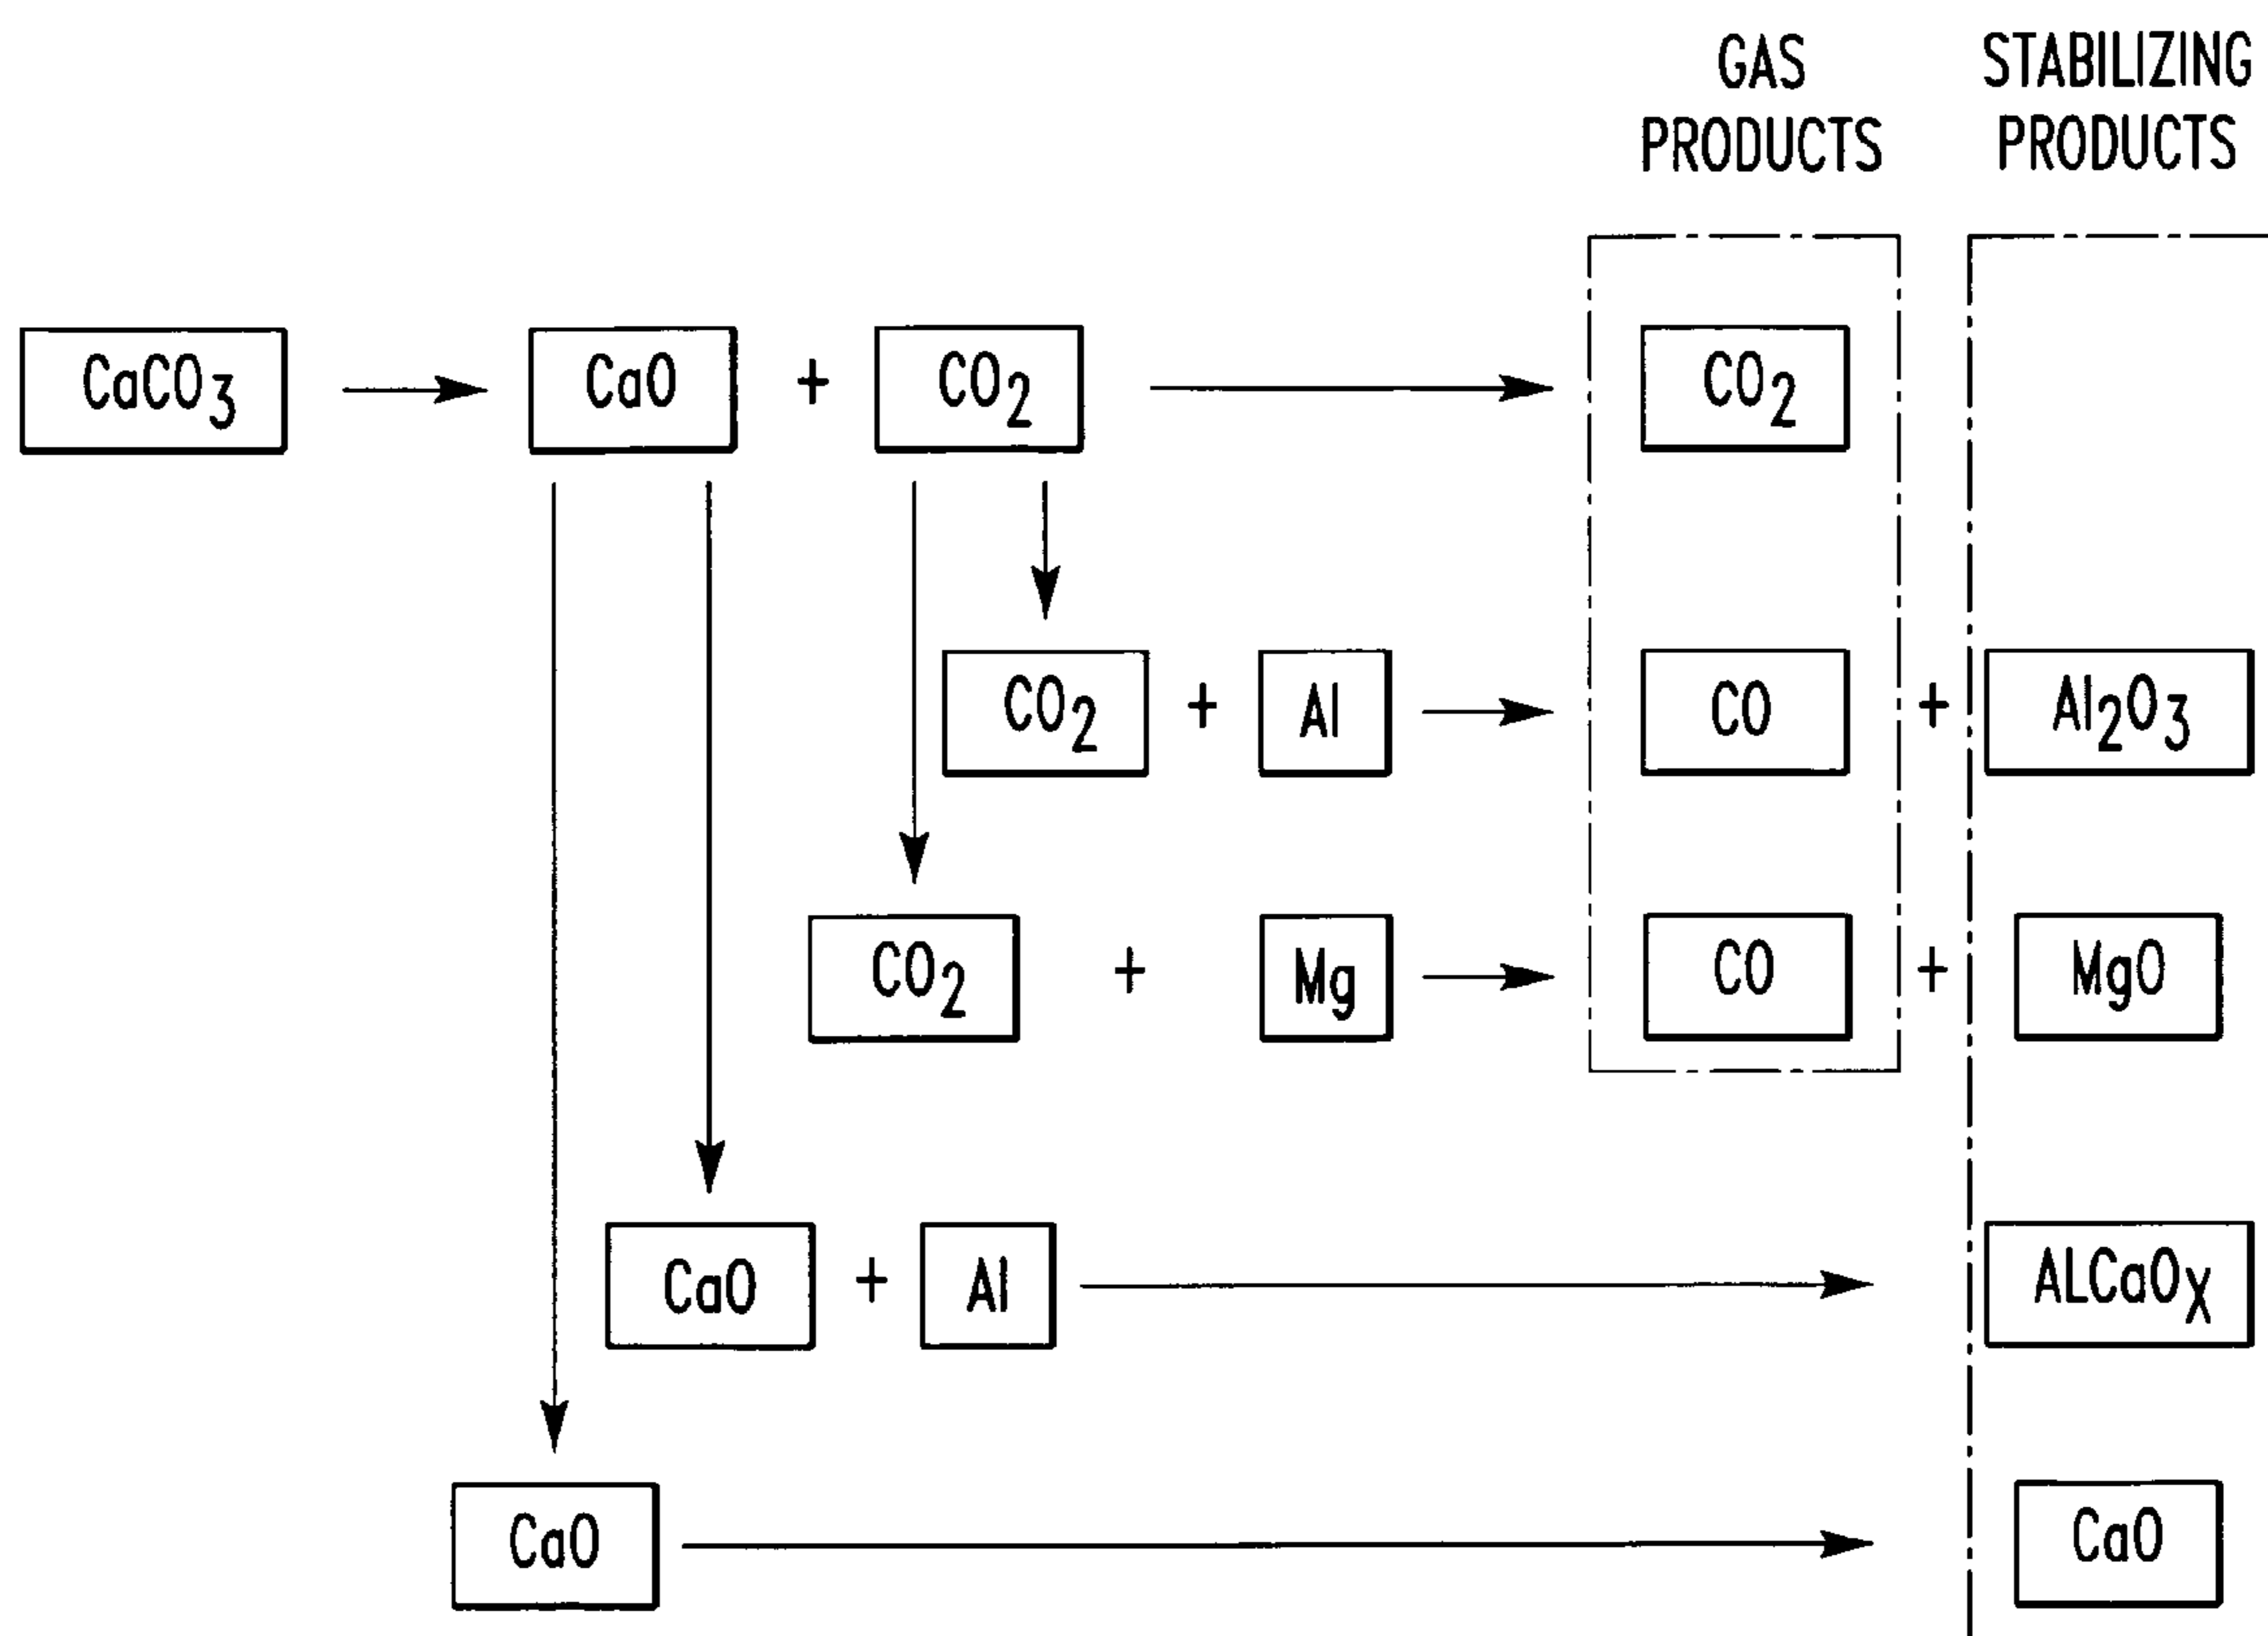 GAS PRODUCTS
STABILIZING PRODUCTS
CaCO₃ CaO + CO₂ CO₂
CO₂ + Al CO + Al₂O₃
CO₂ + Mg CO + MgO
CaO + Al ALCaOₓ
CaO CaO